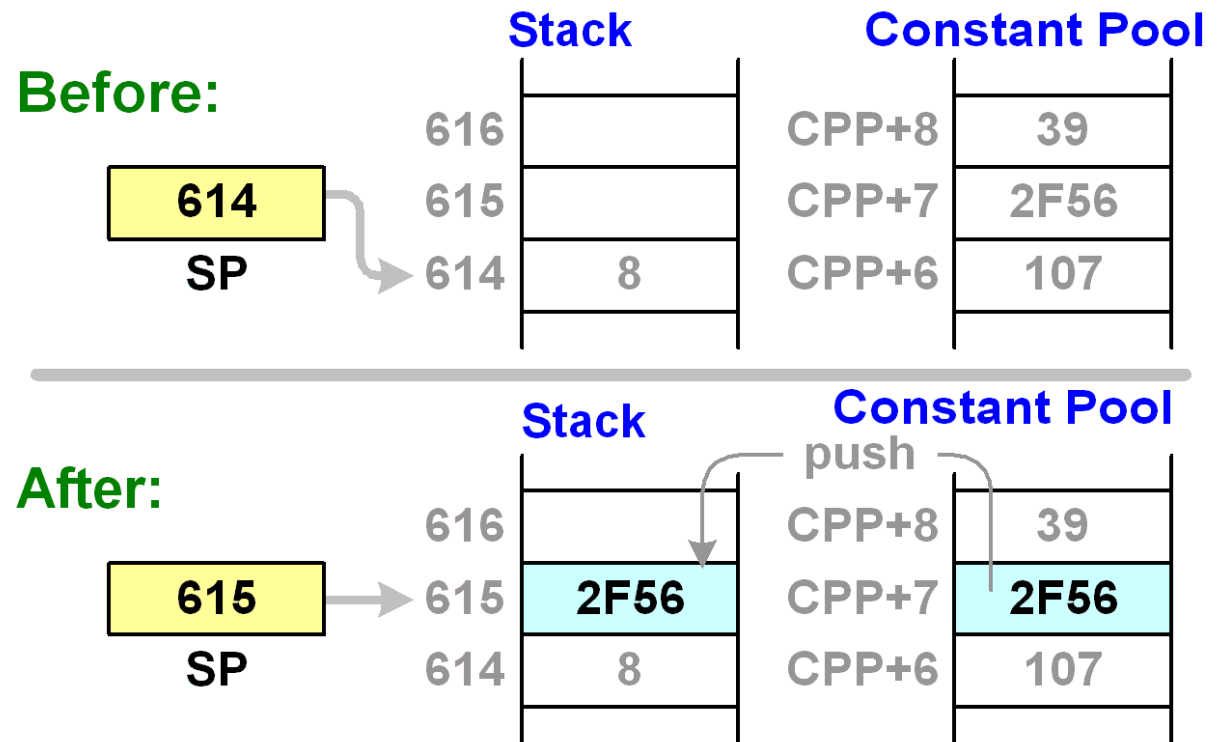 Stack Constant Pool
Before:
616 CPP+8 39
614 615 CPP+7 2F56
SP 614 8 CPP+6 107
Stack Constant Pool
push
After:
616 CPP+8 39
615 615 2F56 CPP+7 2F56
SP 614 8 CPP+6 107